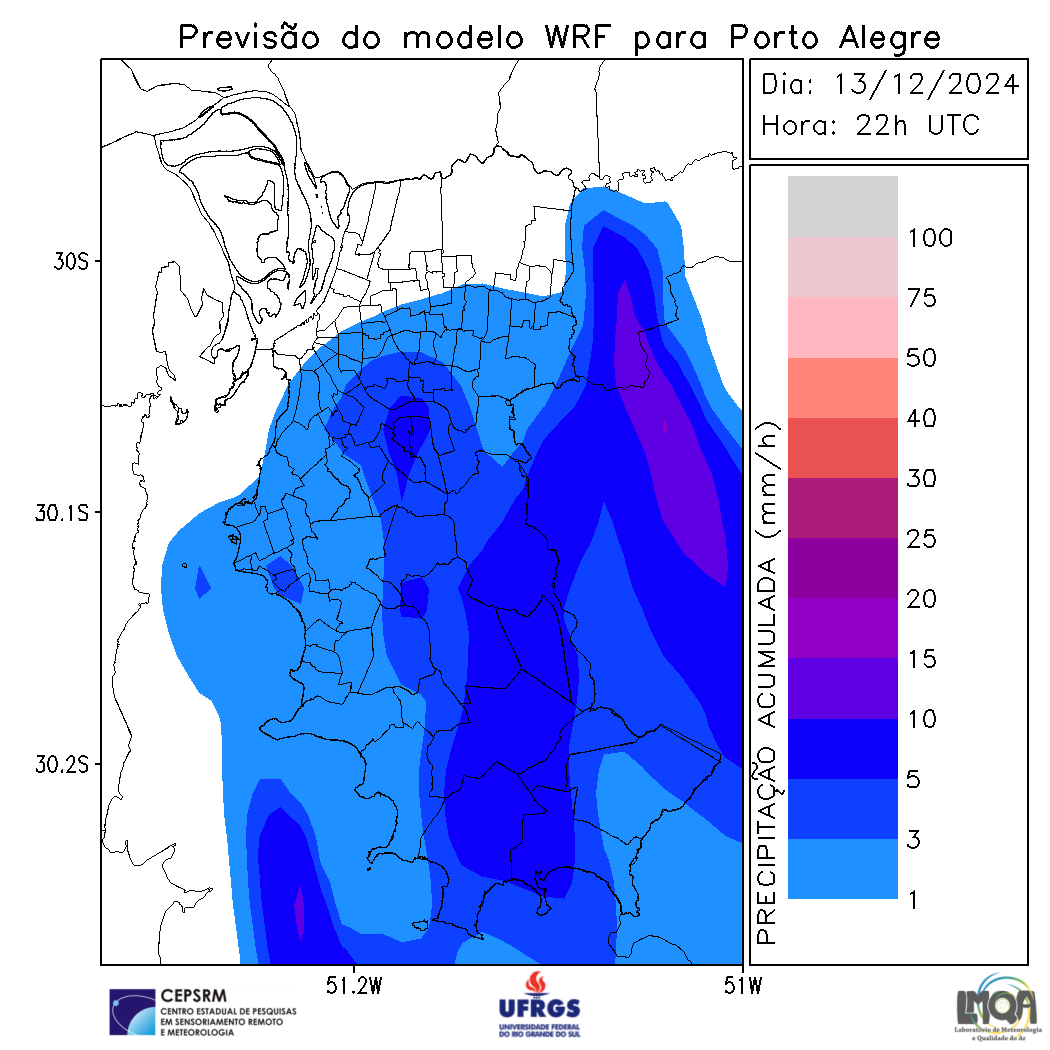 Previsão do modelo WRF para Porto Alegre
Dia: 13/12/2024
Hora: 22h UTC
30S
30.1S
30.2S
51.2W
51W
PRECIPITAÇÃO ACUMULADA (mm/h)
100
75
50
40
30
25
20
15
10
5
3
1
CEPSRM
CENTRO ESTADUAL DE PESQUISAS
EM SENSORIAMENTO REMOTO
E METEOROLOGIA
UFRGS
UNIVERSIDADE FEDERAL
DO RIO GRANDE DO SUL
LMQA
Laboratório de Meteorologia
e Qualidade do Ar